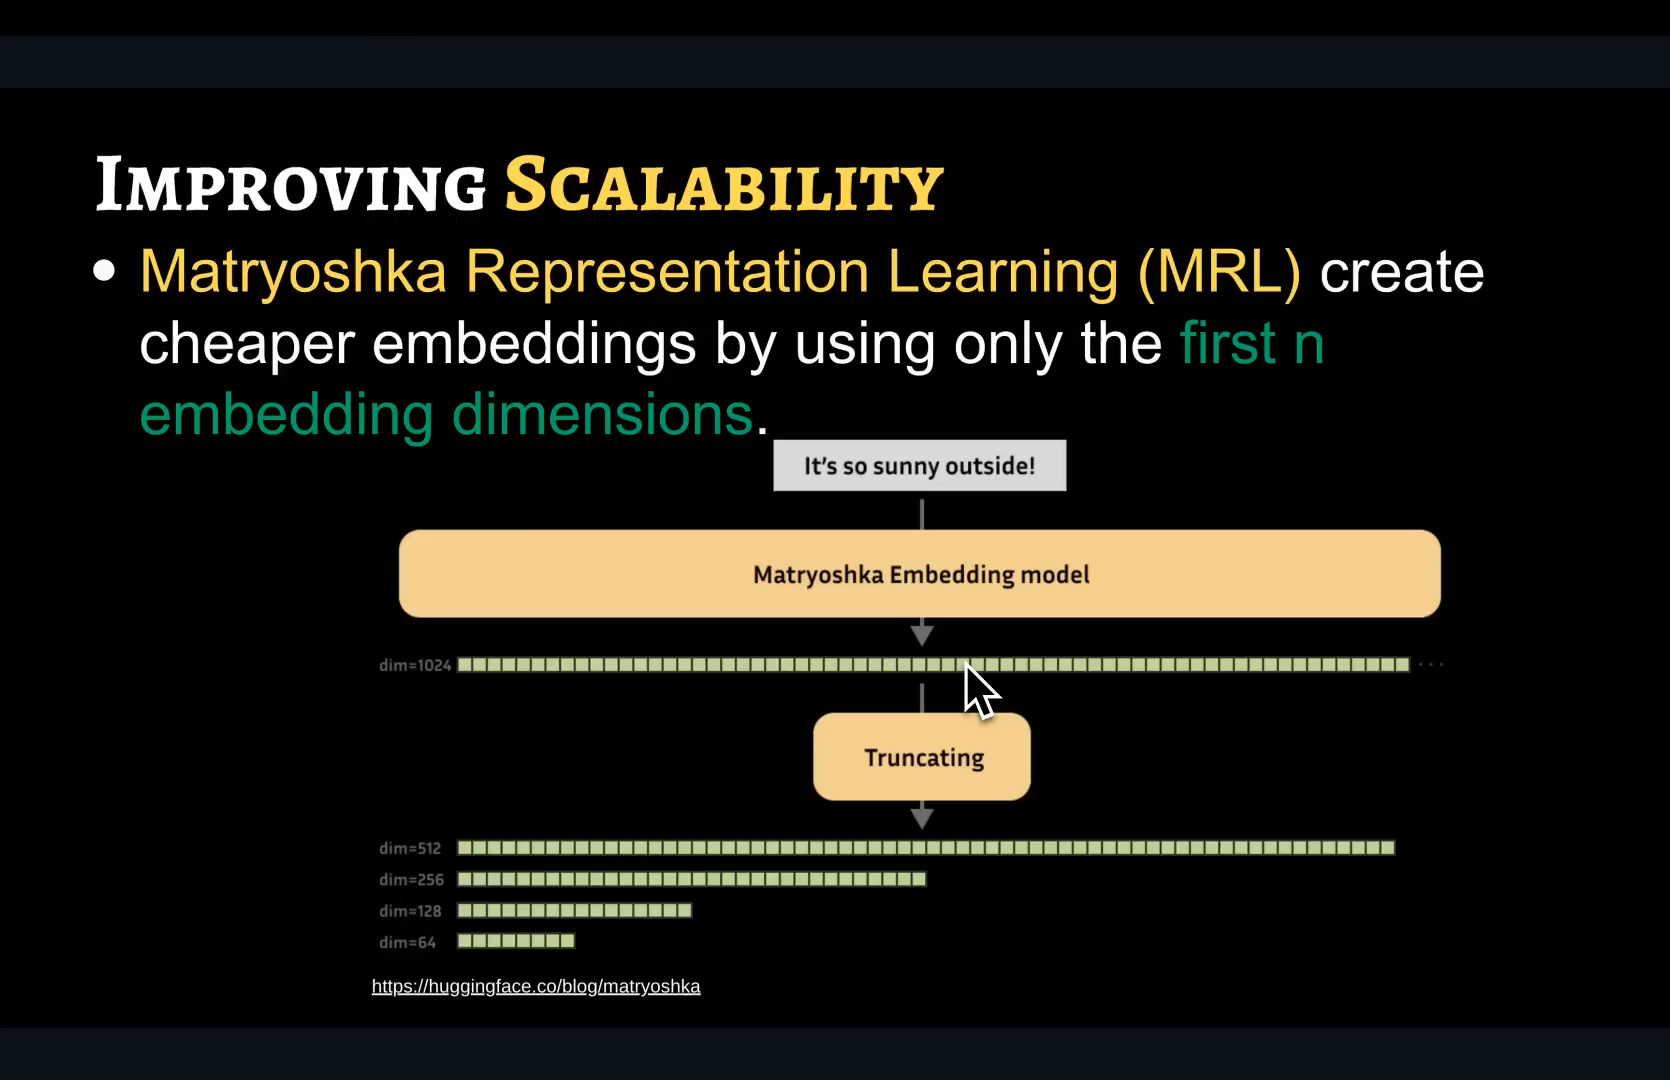 Improving Scalability
• Matryoshka Representation Learning (MRL) create
cheaper embeddings by using only the first n
embedding dimensions.
It's so sunny outside!
Matryoshka Embedding model
dim=1024 ...
Truncating
dim=512
dim=256
dim=128
dim=64
https://huggingface.co/blog/matryoshka